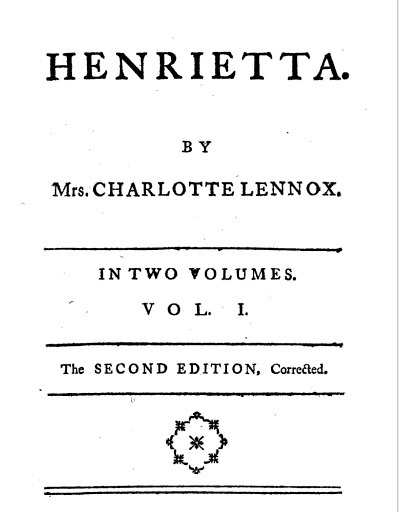 HENRIETTA.
BY
Mrs. CHARLOTTE LENNOX.
IN TWO VOLUMES.
VOL. I.
The SECOND EDITION, Corrected.